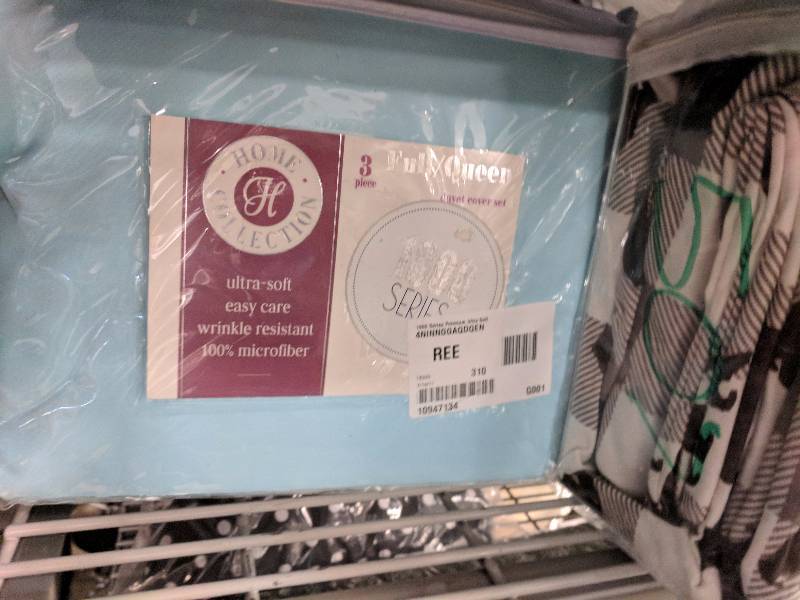 HOME
H
COLLECTION
ultra-soft
easy care
wrinkle resistant
100% microfiber
3
piece
Full/Queen
duvet cover set
SERIES
4NINNGGAGDGEN
REE
310
G001
10947134